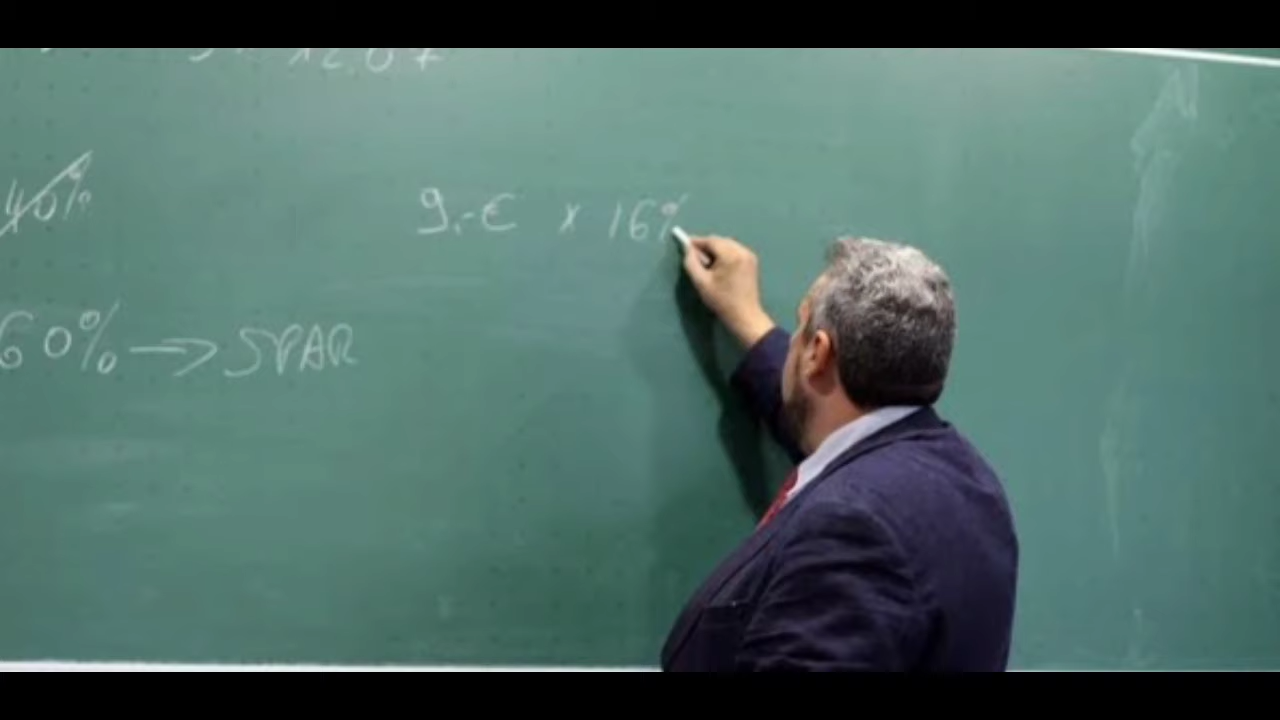 40%
9,-€ x 16%
60% → SPAR